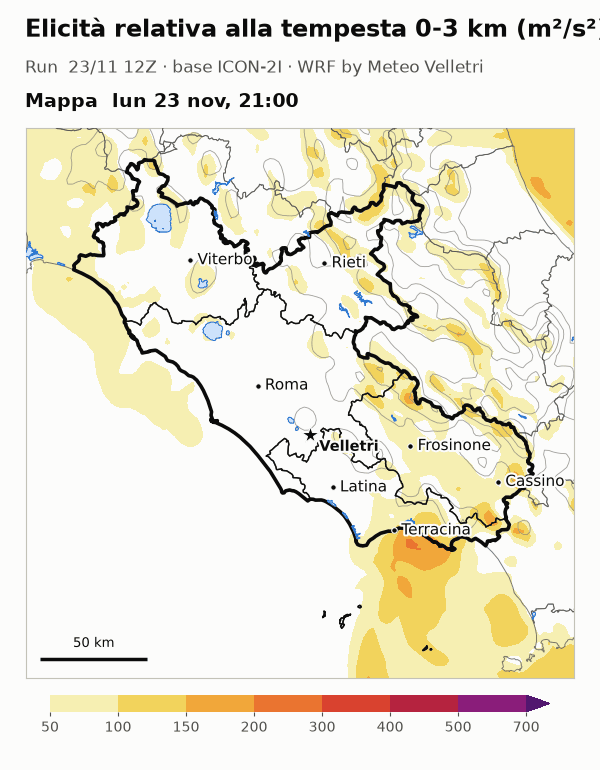 Elicità relativa alla tempesta 0-3 km (m²/s²)
Run 23/11 12Z · base ICON-2I · WRF by Meteo Velletri
Mappa lun 23 nov, 21:00
Viterbo
Rieti
Roma
Velletri
Frosinone
Cassino
Latina
Terracina
50 km
50 100 150 200 300 400 500 700